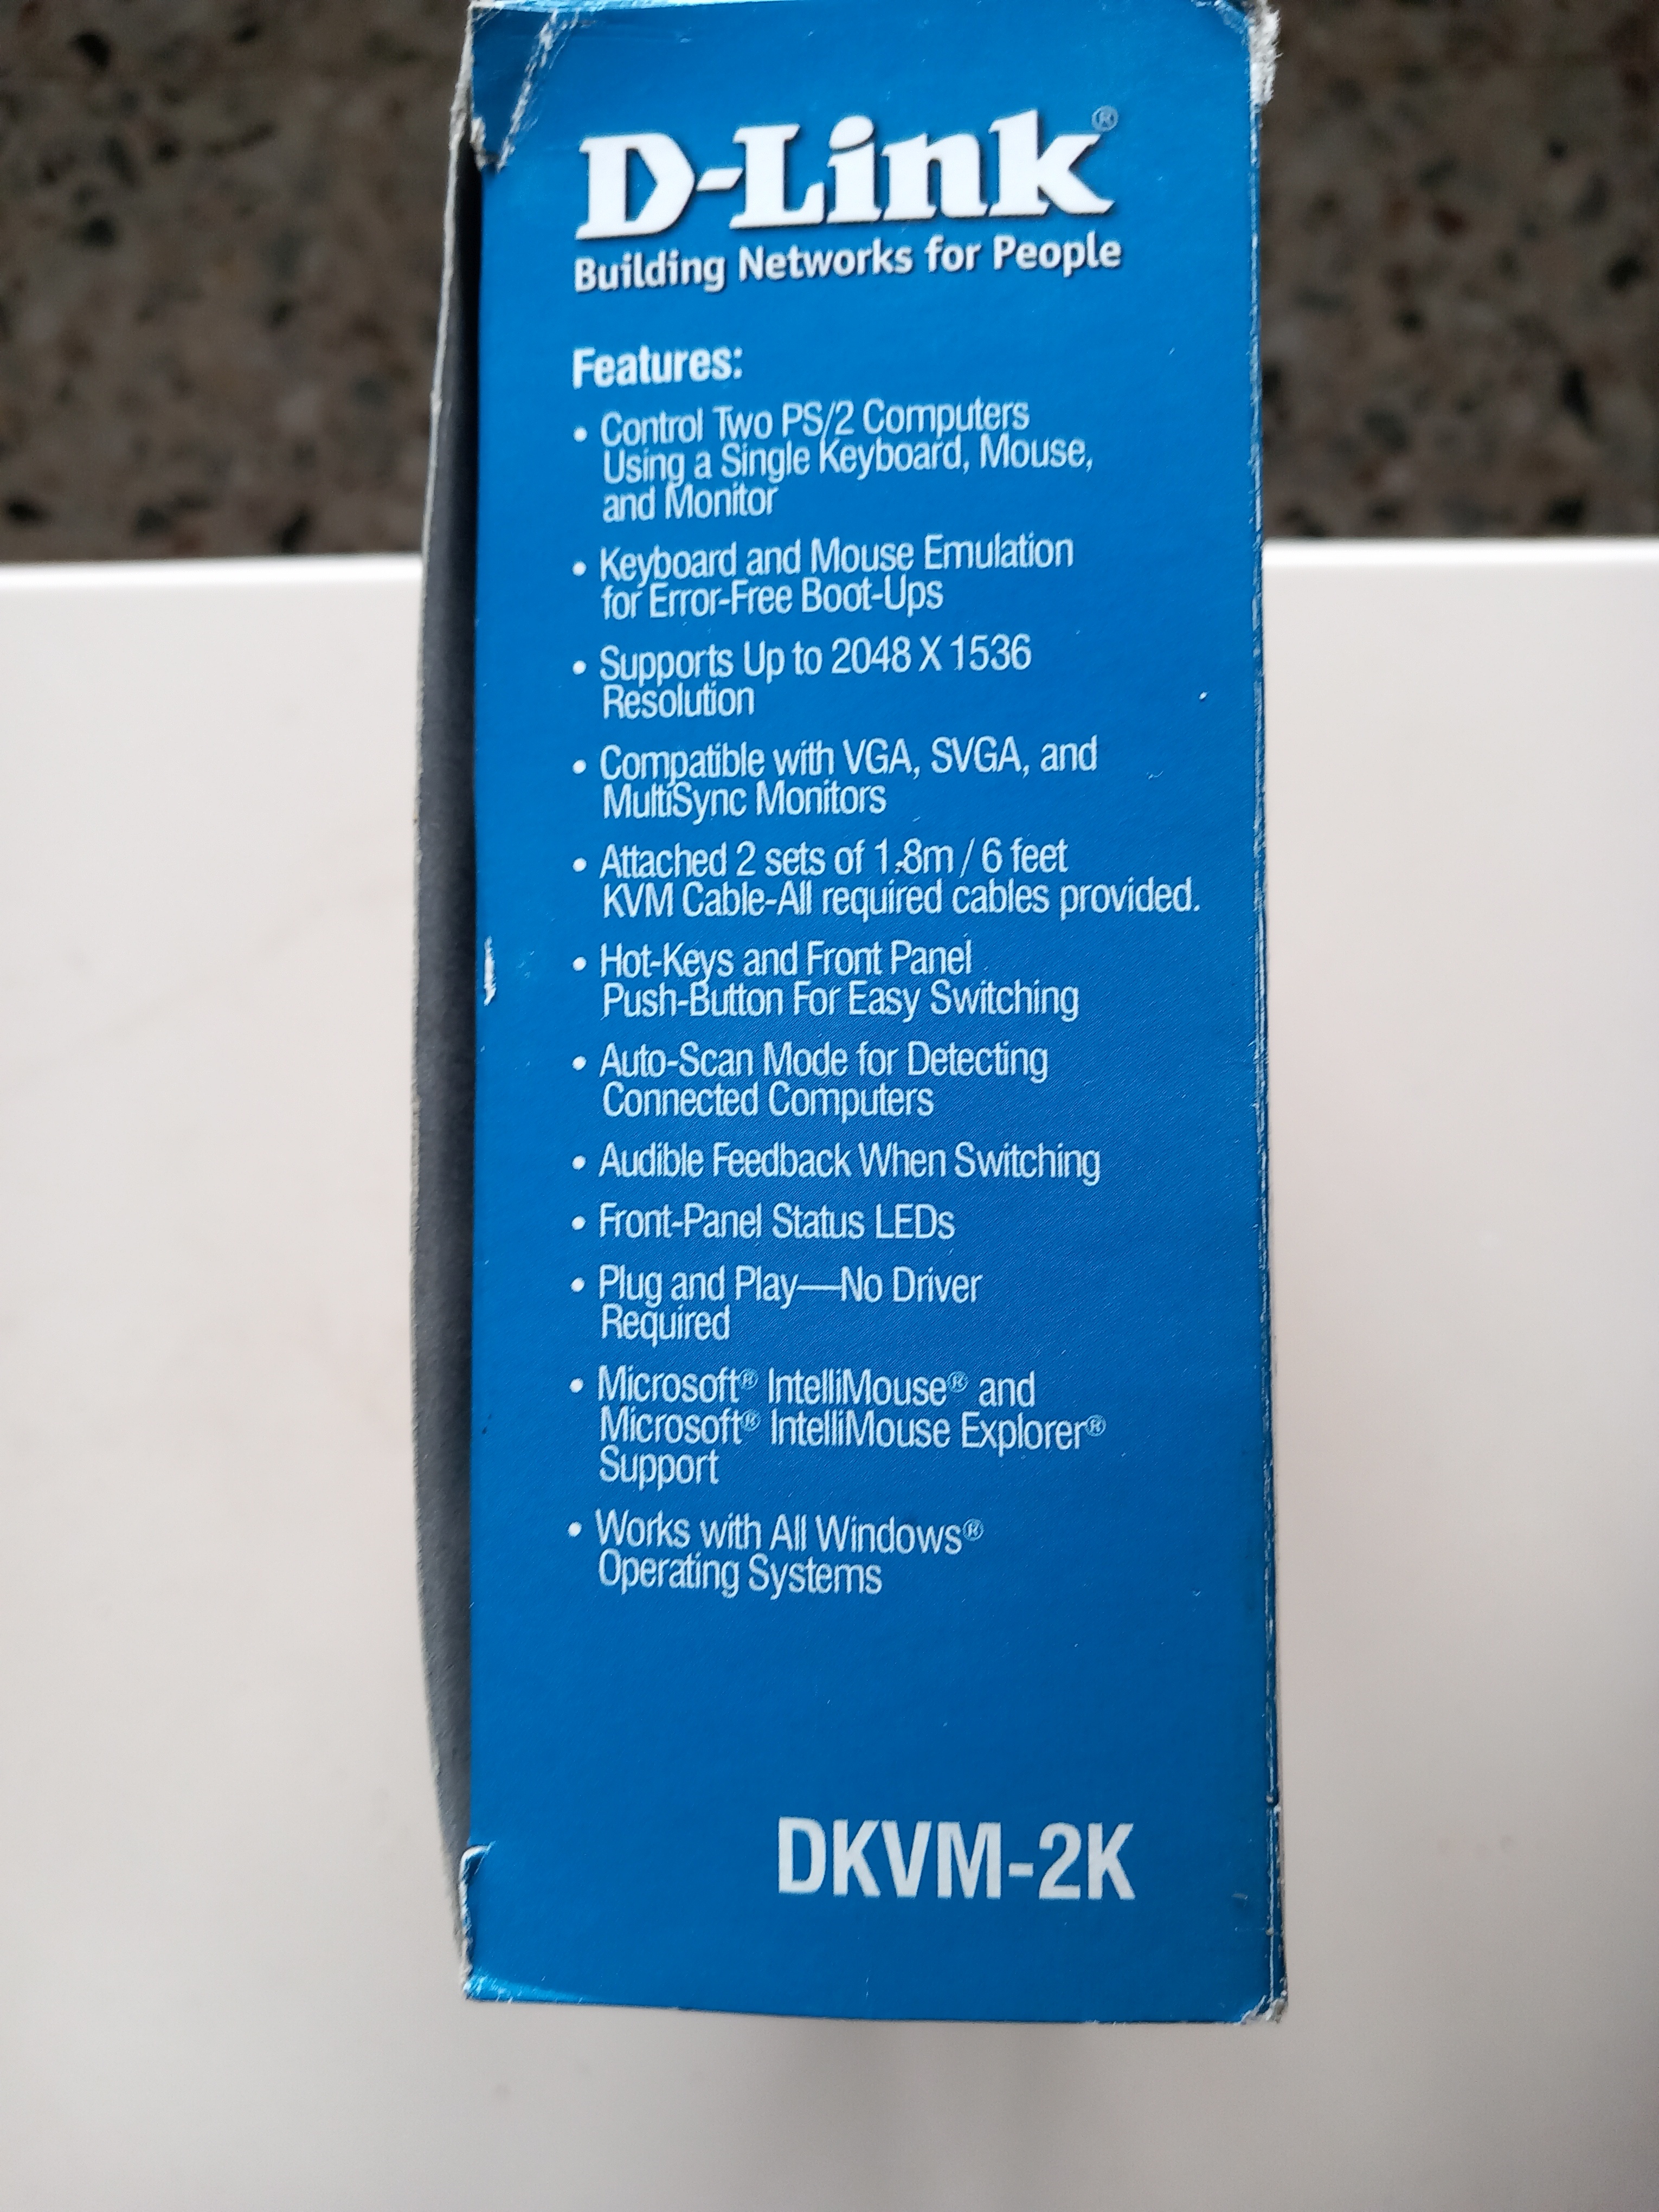 D-Link®
Building Networks for People
Features:
• Control Two PS/2 Computers
Using a Single Keyboard, Mouse,
and Monitor
• Keyboard and Mouse Emulation
for Error-Free Boot-Ups
• Supports Up to 2048 X 1536
Resolution
• Compatible with VGA, SVGA, and
MultiSync Monitors
• Attached 2 sets of 1.8m / 6 feet
KVM Cable-All required cables provided.
• Hot-Keys and Front Panel
Push-Button For Easy Switching
• Auto-Scan Mode for Detecting
Connected Computers
• Audible Feedback When Switching
• Front-Panel Status LEDs
• Plug and Play—No Driver
Required
• Microsoft® IntelliMouse® and
Microsoft® IntelliMouse Explorer®
Support
• Works with All Windows®
Operating Systems
DKVM-2K